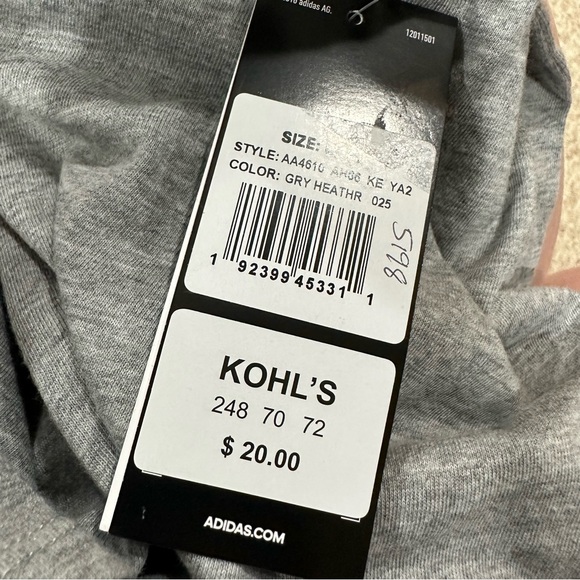 adidas AG.
12011501
SIZE:
STYLE: AA4610 AH36 KE YA2
COLOR: GRY HEATHR 025
5198
1 92399 45331 1
KOHL'S
248 70 72
$ 20.00
ADIDAS.COM